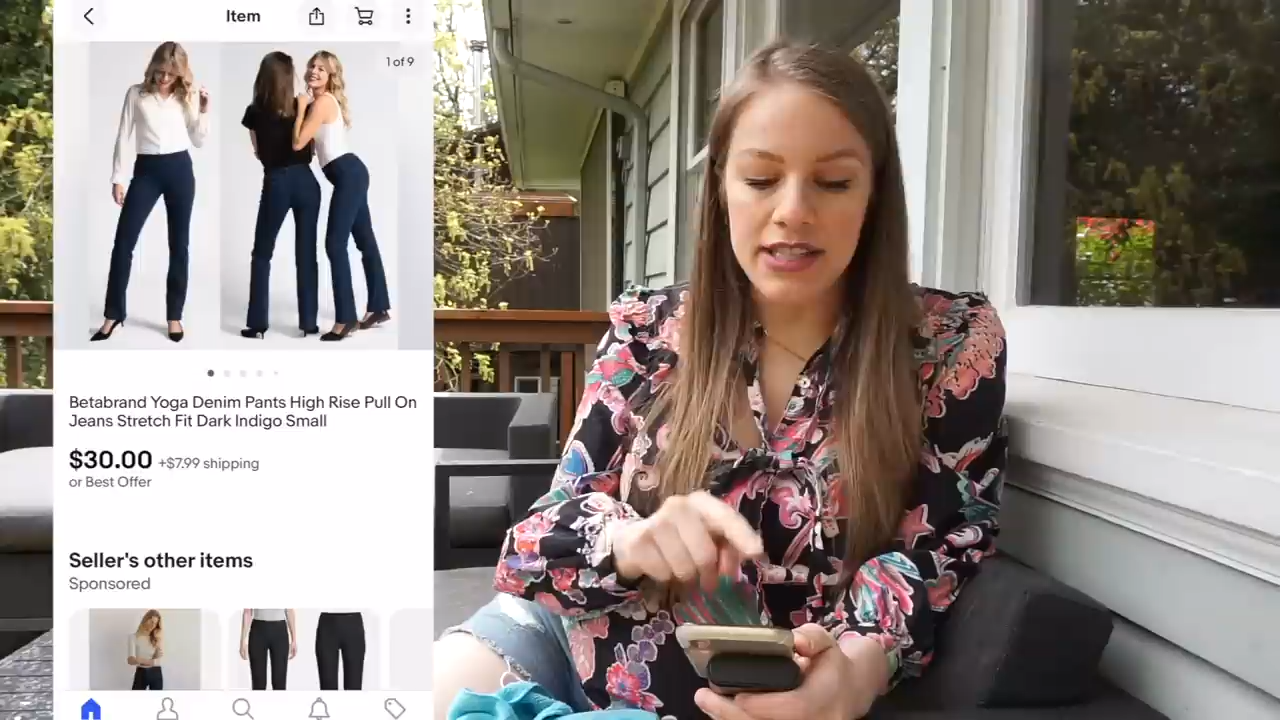 Item
1 of 9
Betabrand Yoga Denim Pants High Rise Pull On
Jeans Stretch Fit Dark Indigo Small
$30.00 +$7.99 shipping
or Best Offer
Seller's other items
Sponsored